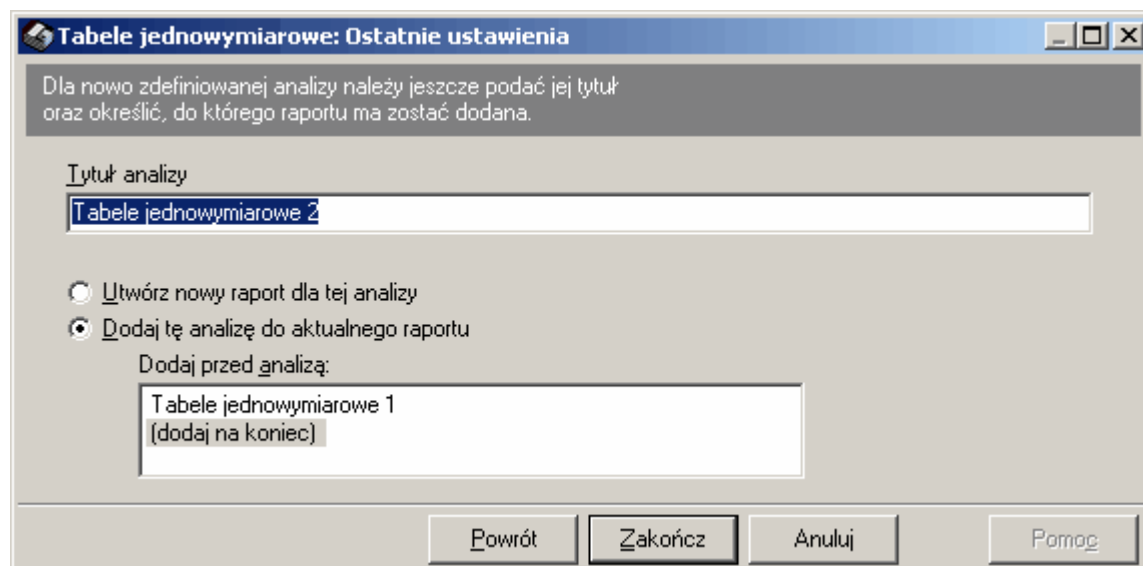 Tabele jednowymiarowe: Ostatnie ustawienia
Dla nowo zdefiniowanej analizy należy jeszcze podać jej tytuł
oraz określić, do którego raportu ma zostać dodana.
Tytuł analizy
Tabele jednowymiarowe 2
Utwórz nowy raport dla tej analizy
Dodaj tę analizę do aktualnego raportu
Dodaj przed analizą:
Tabele jednowymiarowe 1
(dodaj na koniec)
Powrót Zakończ Anuluj Pomoc